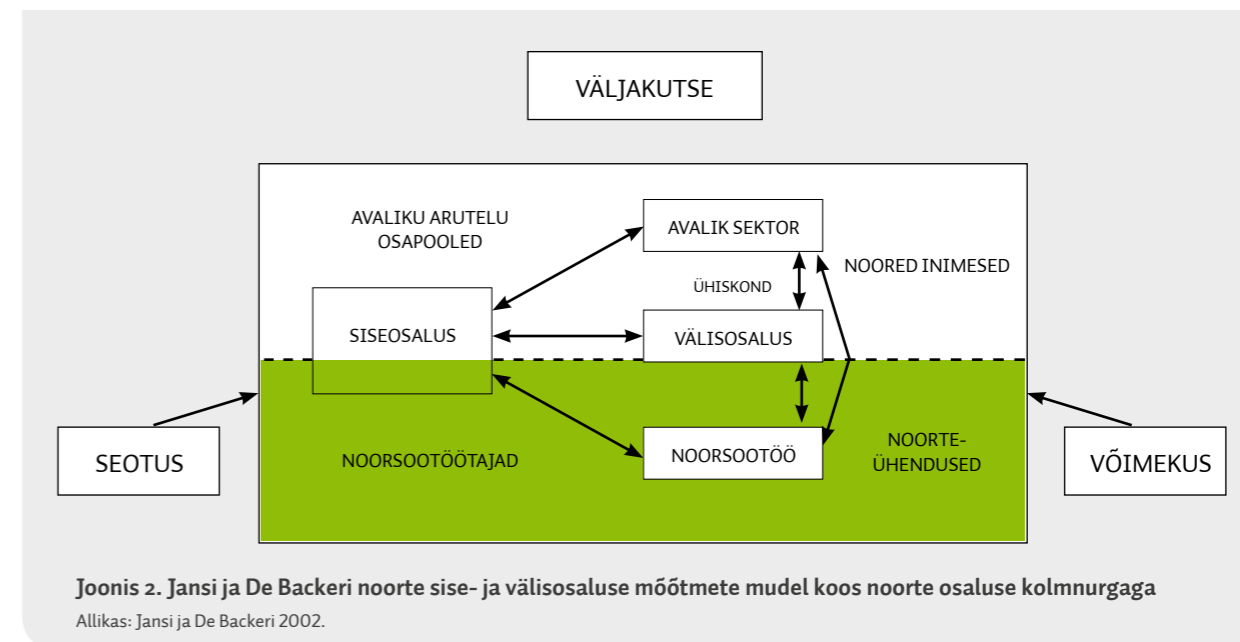 VÄLJAKUTSE
AVALIKU ARUTELU
OSAPOOLED
AVALIK SEKTOR
NOORED INIMESED
ÜHISKOND
SISEOSALUS
VÄLISOSALUS
SEOTUS
NOORSOOTÖÖTAJAD
NOORSOOTÖÖ
NOORTE-
ÜHENDUSED
VÕIMEKUS
Joonis 2. Jansi ja De Backeri noorte sise- ja välisosaluse mõõtmete mudel koos noorte osaluse kolmnurgaga
Allikas: Jansi ja De Backeri 2002.